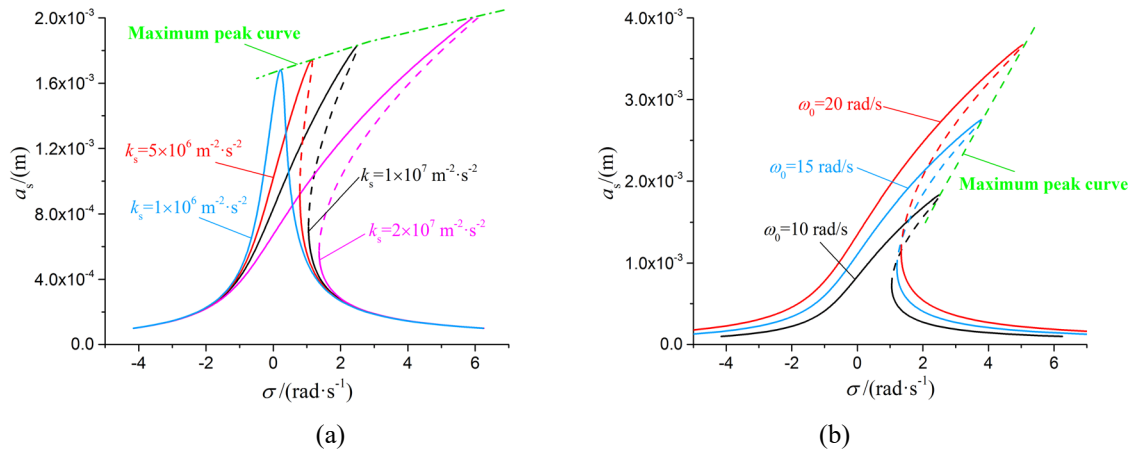 2.0x10⁻³
1.6x10⁻³
1.2x10⁻³
8.0x10⁻⁴
4.0x10⁻⁴
0.0
aₛ/(m)
Maximum peak curve
kₛ=5×10⁶ m⁻²·s⁻²
kₛ=1×10⁶ m⁻²·s⁻²
kₛ=1×10⁷ m⁻²·s⁻²
kₛ=2×10⁷ m⁻²·s⁻²
-4 -2 0 2 4 6
σ/(rad·s⁻¹)
(a)
4.0x10⁻³
3.0x10⁻³
2.0x10⁻³
1.0x10⁻³
0.0
aₛ/(m)
ω₀=20 rad/s
ω₀=15 rad/s
ω₀=10 rad/s
Maximum peak curve
-4 -2 0 2 4 6
σ/(rad·s⁻¹)
(b)